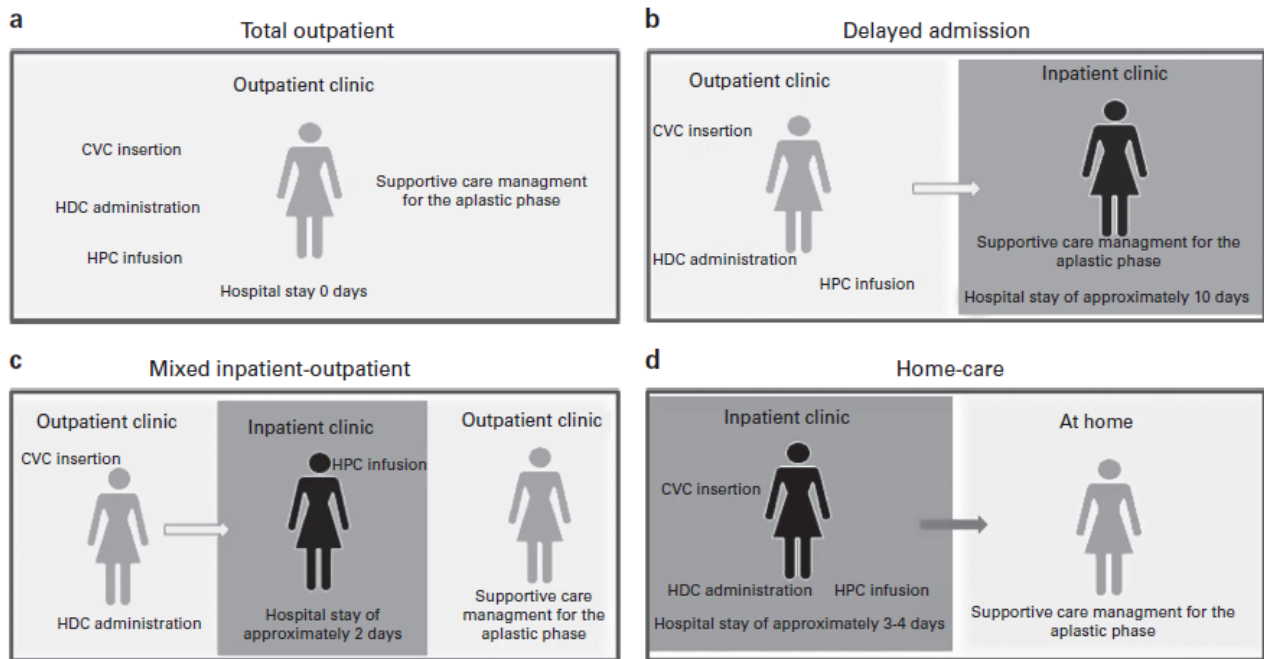 a
Total outpatient
Outpatient clinic
CVC insertion
HDC administration
HPC infusion
Supportive care managment
for the aplastic phase
Hospital stay 0 days
b
Delayed admission
Outpatient clinic
CVC insertion
HDC administration
HPC infusion
Inpatient clinic
Supportive care managment for the
aplastic phase
Hospital stay of approximately 10 days
c
Mixed inpatient-outpatient
Outpatient clinic
CVC insertion
HDC administration
Inpatient clinic
HPC infusion
Hospital stay of
approximately 2 days
Outpatient clinic
Supportive care
managment for the
aplastic phase
d
Home-care
Inpatient clinic
CVC insertion
HDC administration
HPC infusion
Hospital stay of approximately 3-4 days
At home
Supportive care managment for the
aplastic phase